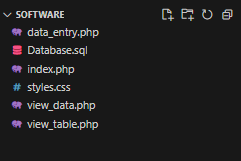 SOFTWARE
data_entry.php
Database.sql
index.php
# styles.css
view_data.php
view_table.php